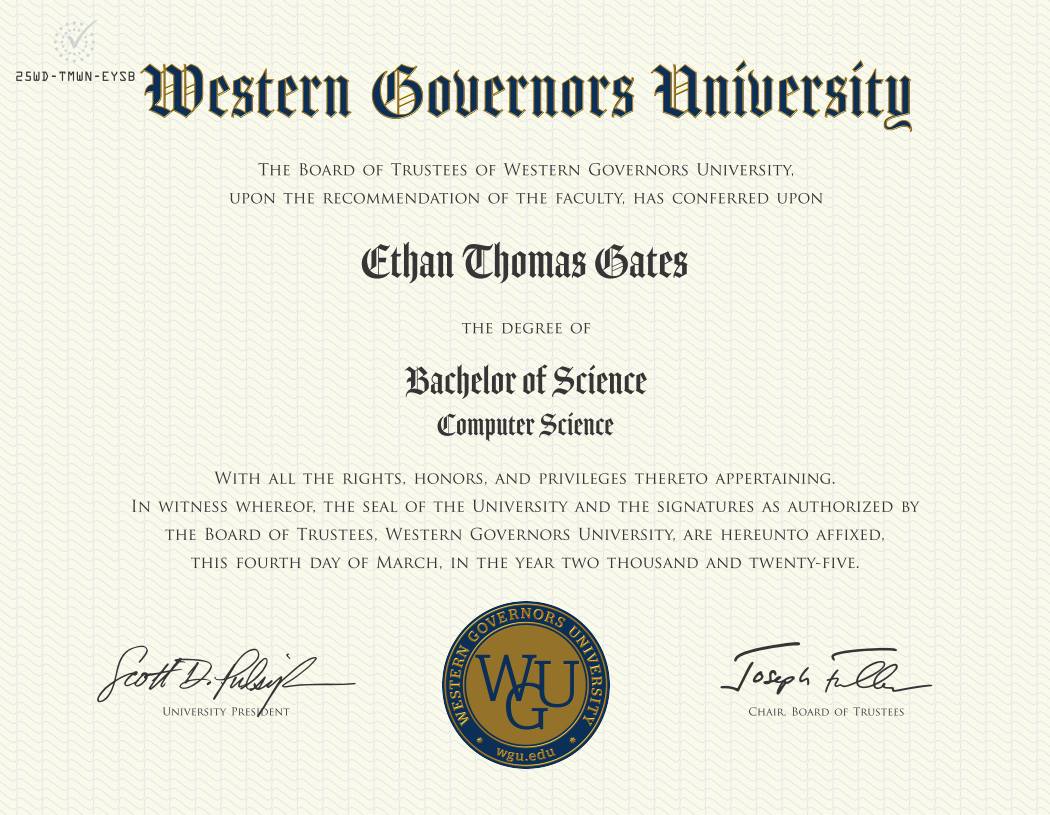 25WD-TMWN-EYSB
Western Governors University
The Board of Trustees of Western Governors University,
upon the recommendation of the faculty, has conferred upon
Ethan Thomas Gates
the degree of
Bachelor of Science
Computer Science
With all the rights, honors, and privileges thereto appertaining.
In witness whereof, the seal of the University and the signatures as authorized by
the Board of Trustees, Western Governors University, are hereunto affixed,
this fourth day of March, in the year two thousand and twenty-five.
Scott D. Pulsipher
University President
WESTERN GOVERNORS UNIVERSITY
WGU
wgu.edu
Joseph Fuller
Chair, Board of Trustees